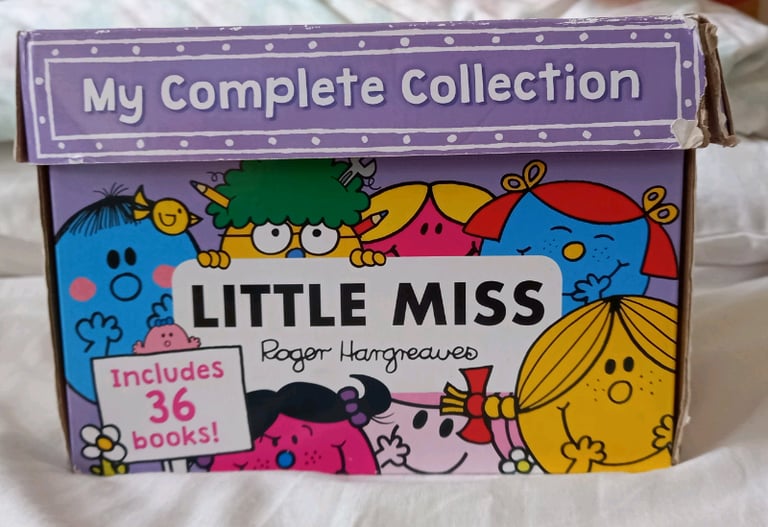 My Complete Collection
LITTLE MISS
Roger Hargreaves
Includes
36
books!